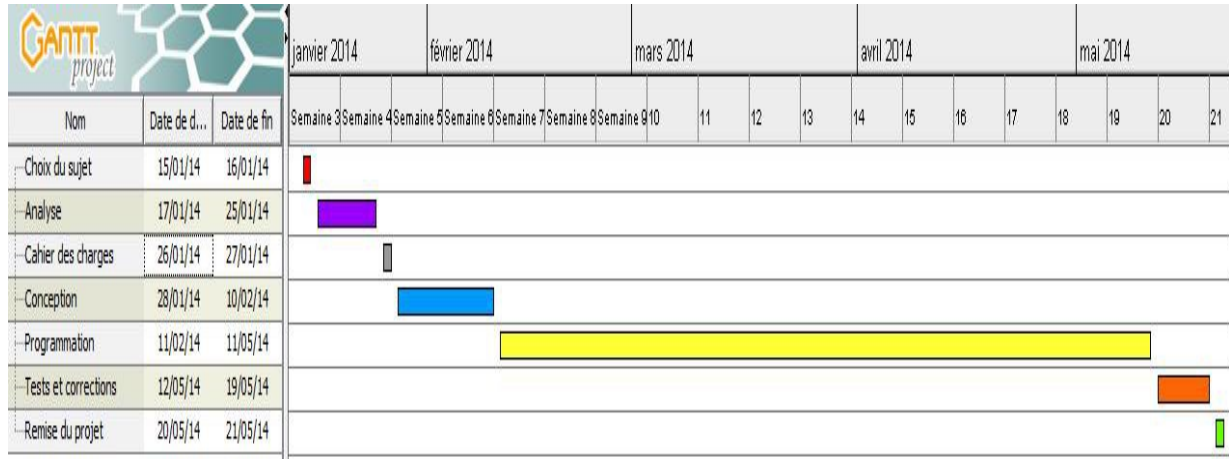 GANTT
project
janvier 2014 février 2014 mars 2014 avril 2014 mai 2014
Nom Date de d... Date de fin Semaine 3 Semaine 4 Semaine 5 Semaine 6 Semaine 7 Semaine 8 Semaine 9 10 11 12 13 14 15 16 17 18 19 20 21
Choix du sujet 15/01/14 16/01/14
Analyse 17/01/14 25/01/14
Cahier des charges 26/01/14 27/01/14
Conception 28/01/14 10/02/14
Programmation 11/02/14 11/05/14
Tests et corrections 12/05/14 19/05/14
Remise du projet 20/05/14 21/05/14